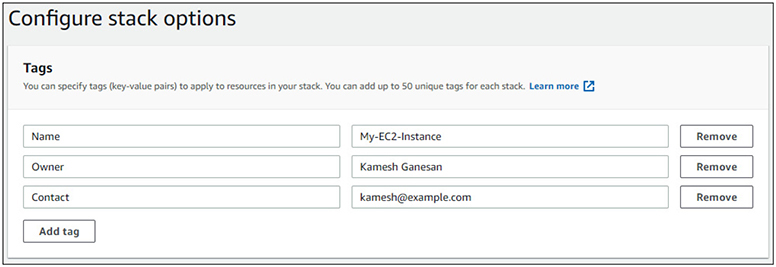 Configure stack options
Tags
You can specify tags (key-value pairs) to apply to resources in your stack. You can add up to 50 unique tags for each stack. Learn more
Name My-EC2-Instance Remove
Owner Kamesh Ganesan Remove
Contact kamesh@example.com Remove
Add tag